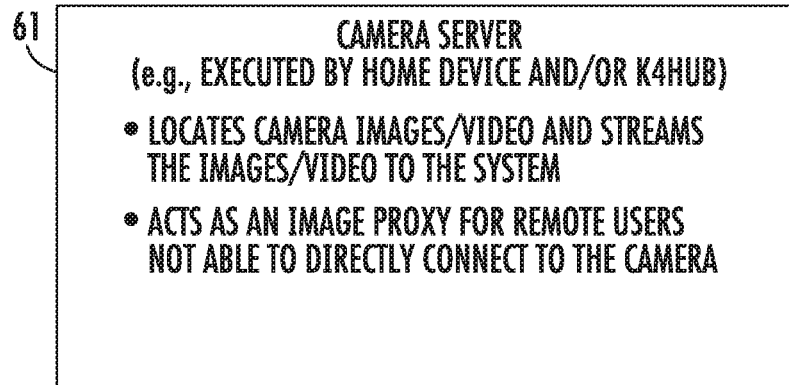 61
CAMERA SERVER
(e.g., EXECUTED BY HOME DEVICE AND/OR K4HUB)
• LOCATES CAMERA IMAGES/VIDEO AND STREAMS
THE IMAGES/VIDEO TO THE SYSTEM
• ACTS AS AN IMAGE PROXY FOR REMOTE USERS
NOT ABLE TO DIRECTLY CONNECT TO THE CAMERA